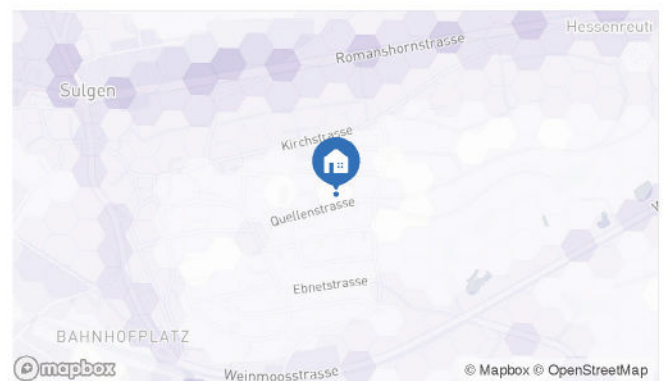 Hessenreuti
Romanshornstrasse
Sulgen
Kirchstrasse
Quellenstrasse
Ebnetstrasse
BAHNHOFPLATZ
Weinmoosstrasse
mapbox
© Mapbox © OpenStreetMap